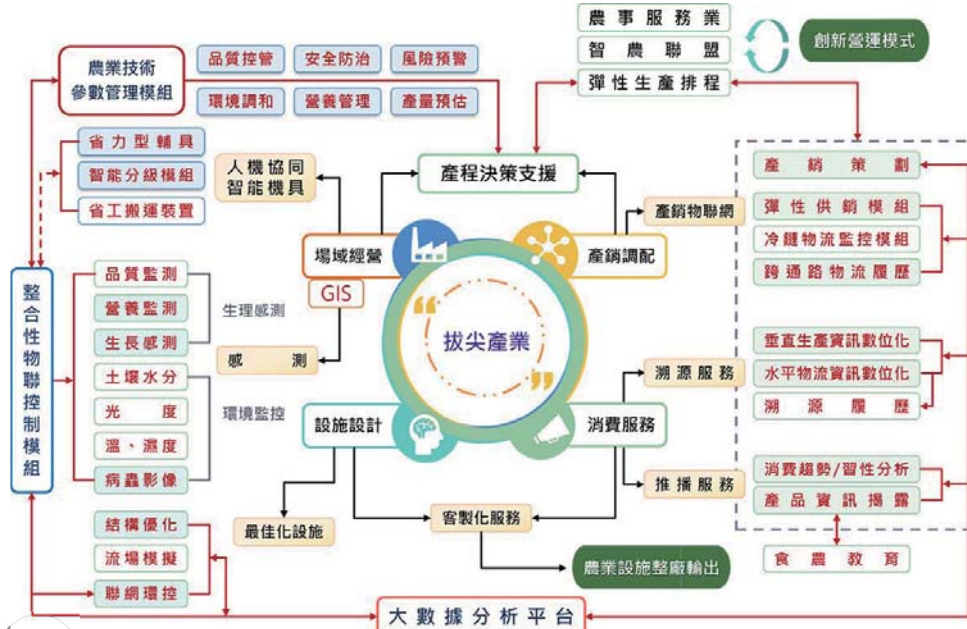 農事服務業
智農聯盟
彈性生產排程
創新營運模式
農業技術
參數管理模組
品質控管
安全防治
風險預警
環境調和
營養管理
產量預估
省力型輔具
智能分級模組
省工搬運裝置
人機協同
智能機具
產程決策支援
產銷物聯網
產銷策劃
彈性供銷模組
冷鏈物流監控模組
跨通路物流履歷
場域經營
產銷調配
GIS
整合性物聯控制模組
品質監測
營養監測
生長感測
生理感測
土壤水分
光度
溫、濕度
病蟲影像
環境監控
感測
拔尖產業
溯源服務
垂直生產資訊數位化
水平物流資訊數位化
溯源履歷
設施設計
消費服務
推播服務
消費趨勢/習性分析
產品資訊揭露
最佳化設施
客製化服務
結構優化
流場模擬
聯網環控
農業設施整廠輸出
食農教育
大數據分析平台